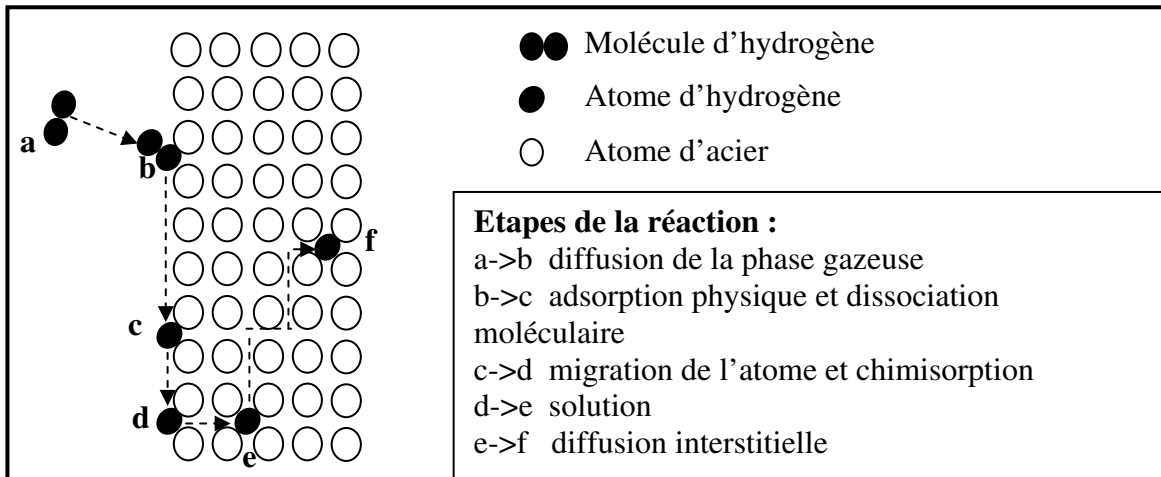 Molécule d'hydrogène
Atome d'hydrogène
Atome d'acier
a
b
c
d
e
f
Etapes de la réaction :
a->b diffusion de la phase gazeuse
b->c adsorption physique et dissociation
moléculaire
c->d migration de l'atome et chimisorption
d->e solution
e->f diffusion interstitielle